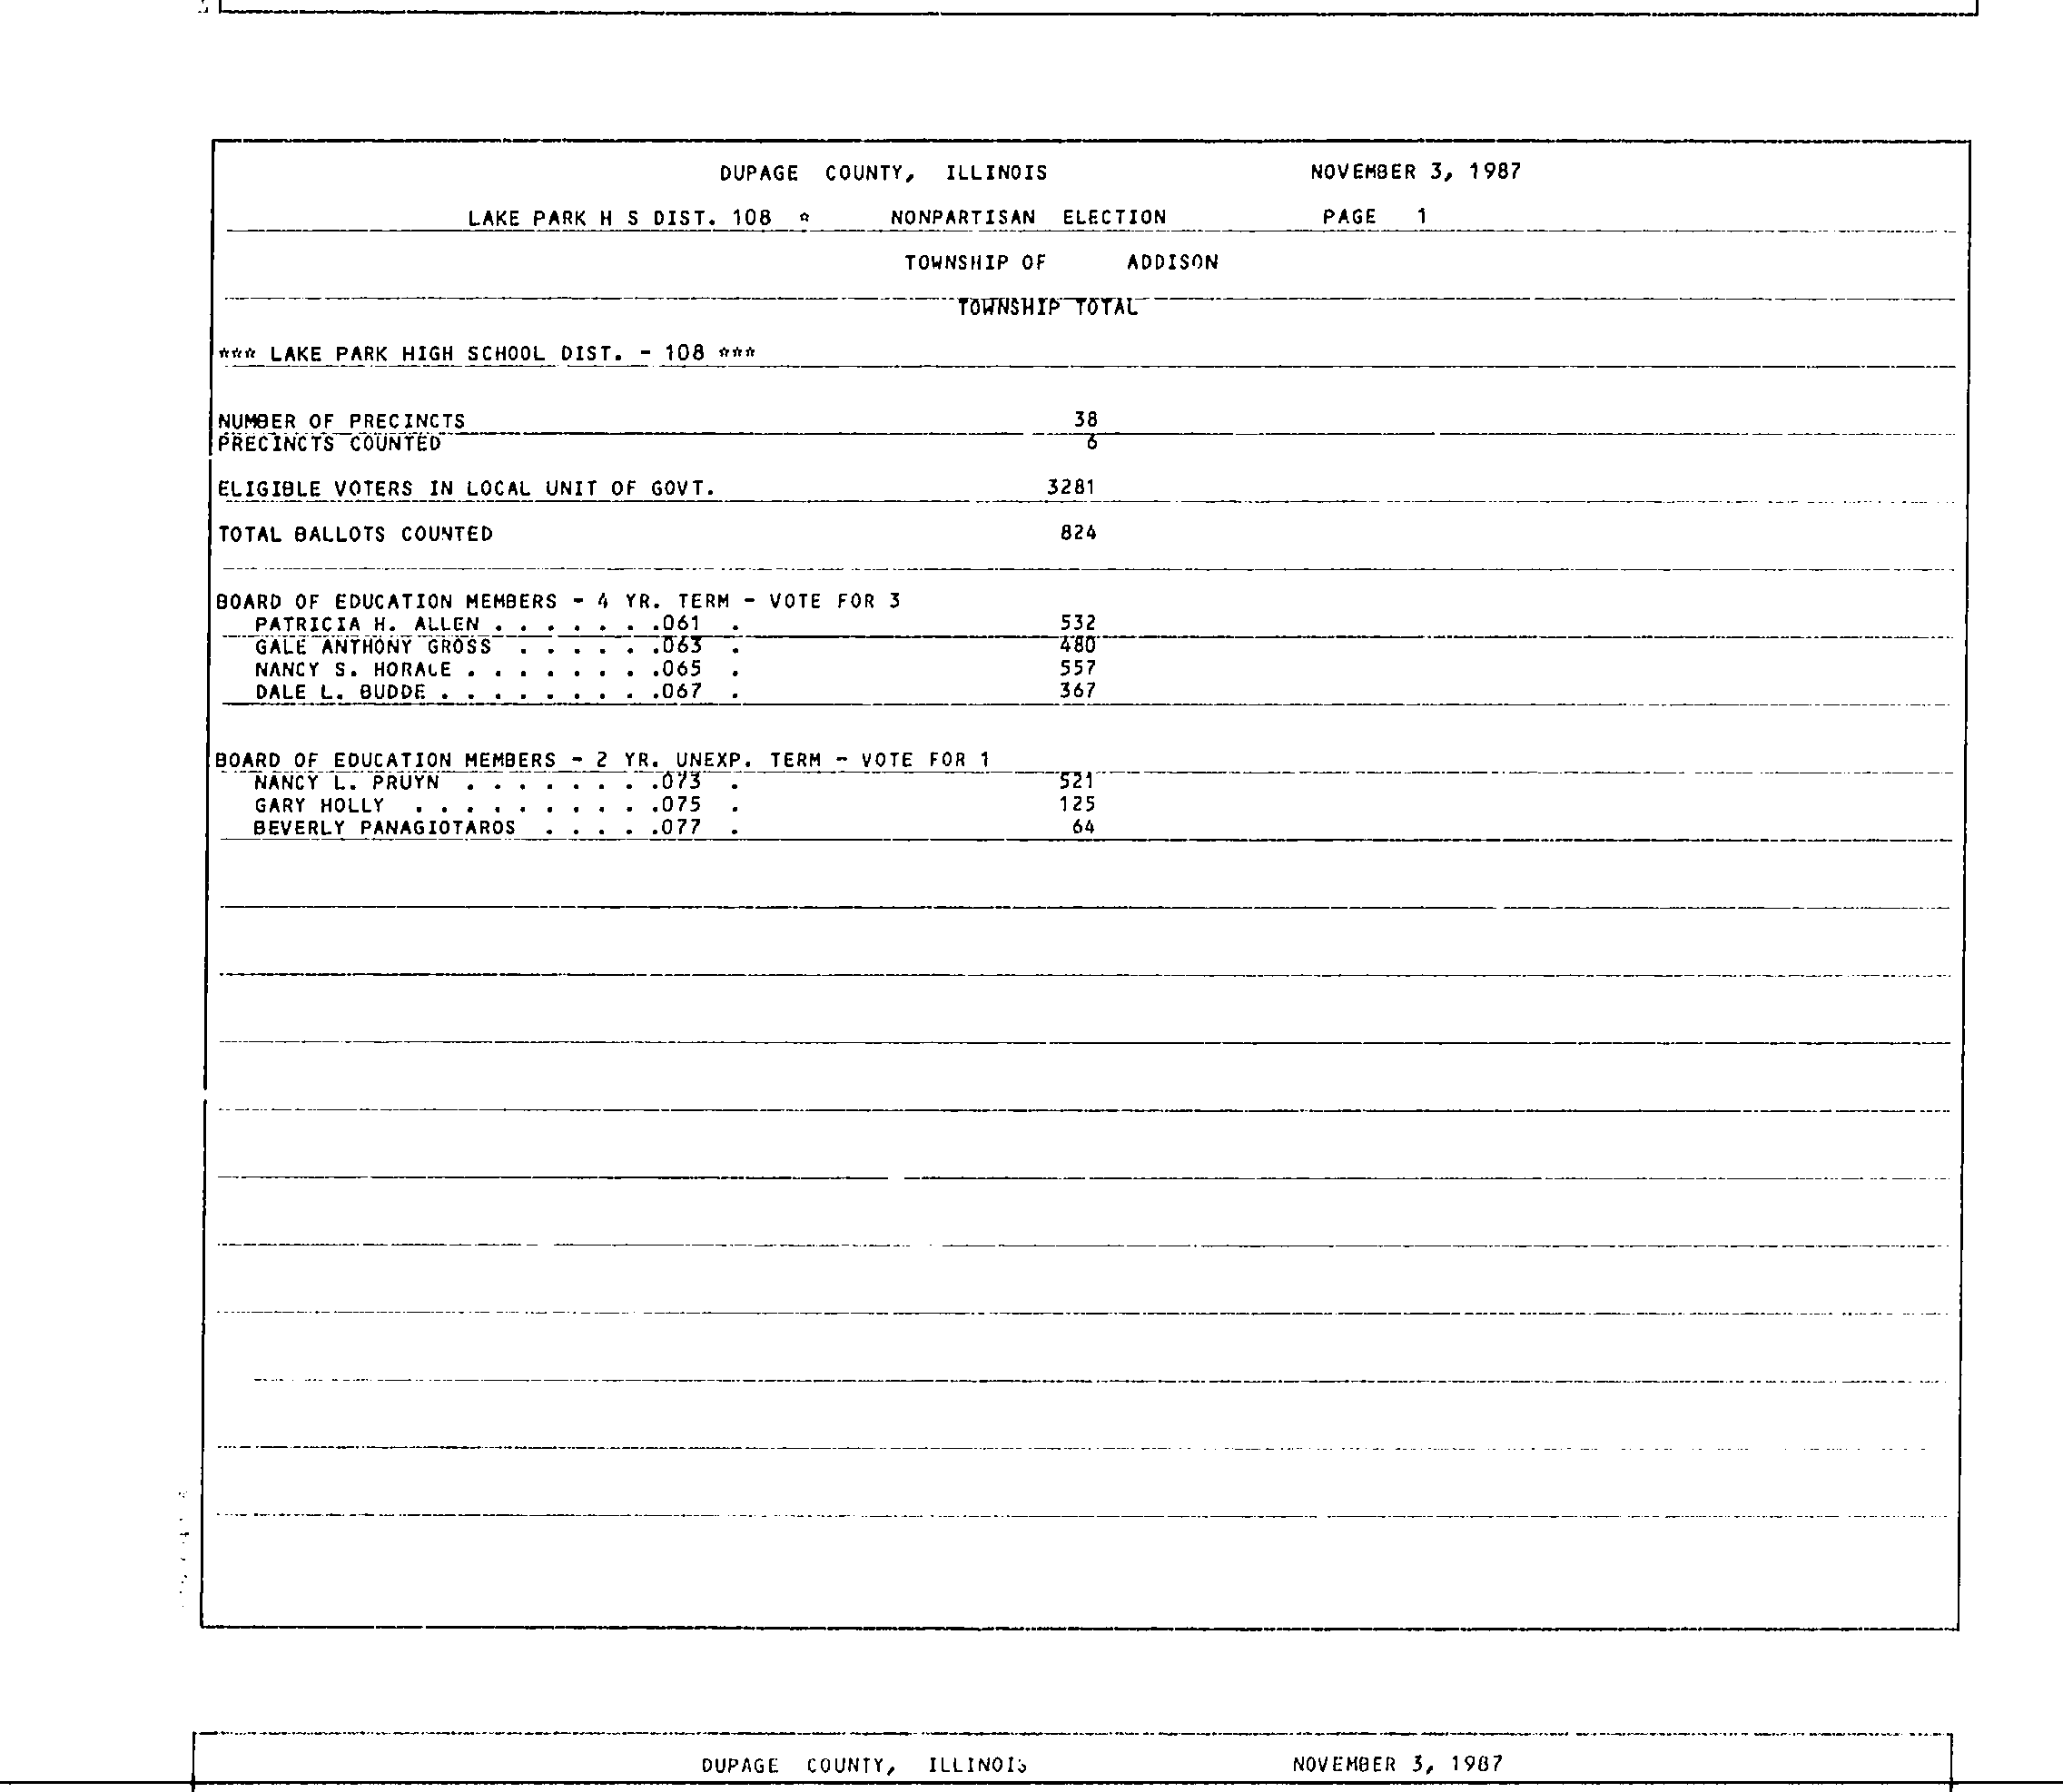 DUPAGE COUNTY, ILLINOIS NOVEMBER 3, 1987
LAKE PARK H S DIST. 108 * NONPARTISAN ELECTION PAGE 1
TOWNSHIP OF ADDISON
TOWNSHIP TOTAL
*** LAKE PARK HIGH SCHOOL DIST. - 108 ***
NUMBER OF PRECINCTS 38
PRECINCTS COUNTED 6
ELIGIBLE VOTERS IN LOCAL UNIT OF GOVT. 3281
TOTAL BALLOTS COUNTED 824
BOARD OF EDUCATION MEMBERS - 4 YR. TERM - VOTE FOR 3
PATRICIA H. ALLEN . . . . . . .061 . 532
GALE ANTHONY GROSS . . . . . .063 . 480
NANCY S. HORALE . . . . . . . .065 . 557
DALE L. BUDDE . . . . . . . . .067 . 367
BOARD OF EDUCATION MEMBERS - 2 YR. UNEXP. TERM - VOTE FOR 1
NANCY L. PRUYN . . . . . . . .073 . 521
GARY HOLLY . . . . . . . . . .075 . 125
BEVERLY PANAGIOTAROS . . . . .077 . 64
DUPAGE COUNTY, ILLINOIS NOVEMBER 3, 1987